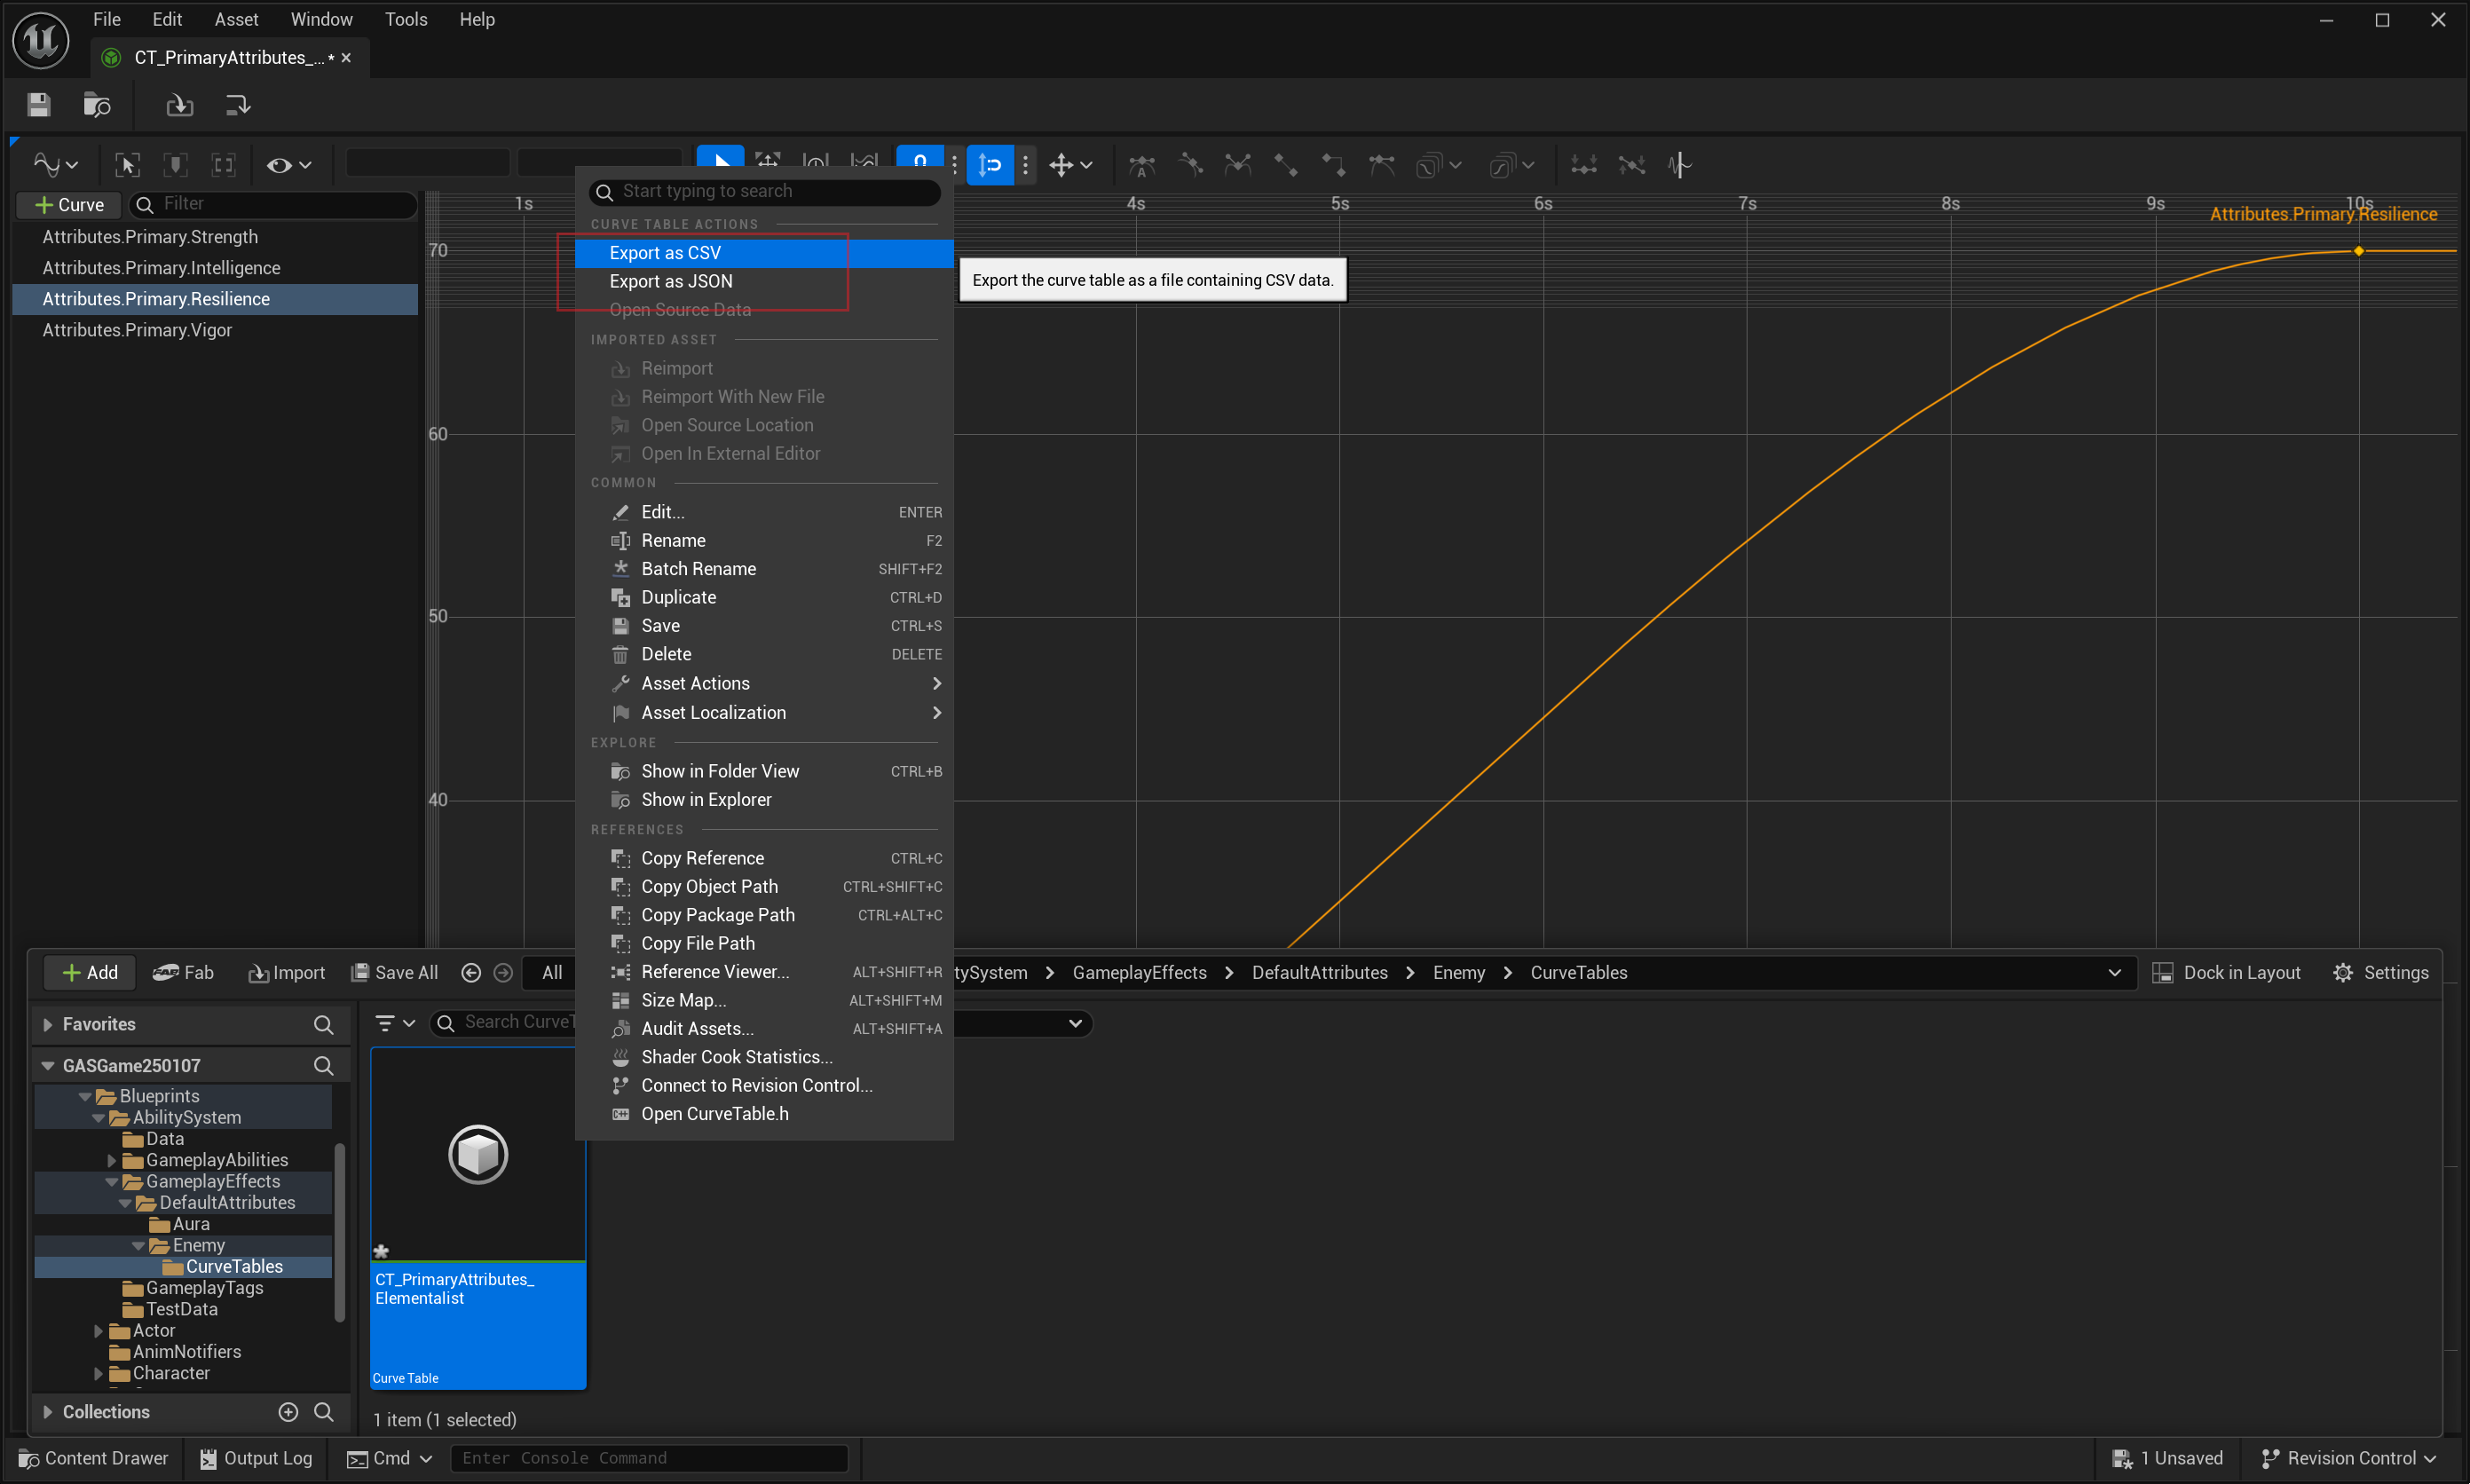 File Edit Asset Window Tools Help
CT_PrimaryAttributes_... *
Curve
Filter
Attributes.Primary.Strength
Attributes.Primary.Intelligence
Attributes.Primary.Resilience
Attributes.Primary.Vigor
1s 4s 5s 6s 7s 8s 9s 10s
Attributes.Primary.Resilience
70
60
50
40
Start typing to search
CURVE TABLE ACTIONS
Export as CSV
Export as JSON
Open Source Data
Export the curve table as a file containing CSV data.
IMPORTED ASSET
Reimport
Reimport With New File
Open Source Location
Open In External Editor
COMMON
Edit... ENTER
Rename F2
Batch Rename SHIFT+F2
Duplicate CTRL+D
Save CTRL+S
Delete DELETE
Asset Actions
Asset Localization
EXPLORE
Show in Folder View CTRL+B
Show in Explorer
REFERENCES
Copy Reference CTRL+C
Copy Object Path CTRL+SHIFT+C
Copy Package Path CTRL+ALT+C
Copy File Path
Reference Viewer... ALT+SHIFT+R
Size Map... ALT+SHIFT+M
Audit Assets... ALT+SHIFT+A
Shader Cook Statistics...
Connect to Revision Control...
Open CurveTable.h
Add Fab Import Save All All tySystem GameplayEffects DefaultAttributes Enemy CurveTables Dock in Layout Settings
Favorites
Search CurveT
GASGame250107
Blueprints
AbilitySystem
Data
GameplayAbilities
GameplayEffects
DefaultAttributes
Aura
Enemy
CurveTables
GameplayTags
TestData
Actor
AnimNotifiers
Character
Collections
CT_PrimaryAttributes_
Elementalist
Curve Table
1 item (1 selected)
Content Drawer Output Log Cmd Enter Console Command 1 Unsaved Revision Control